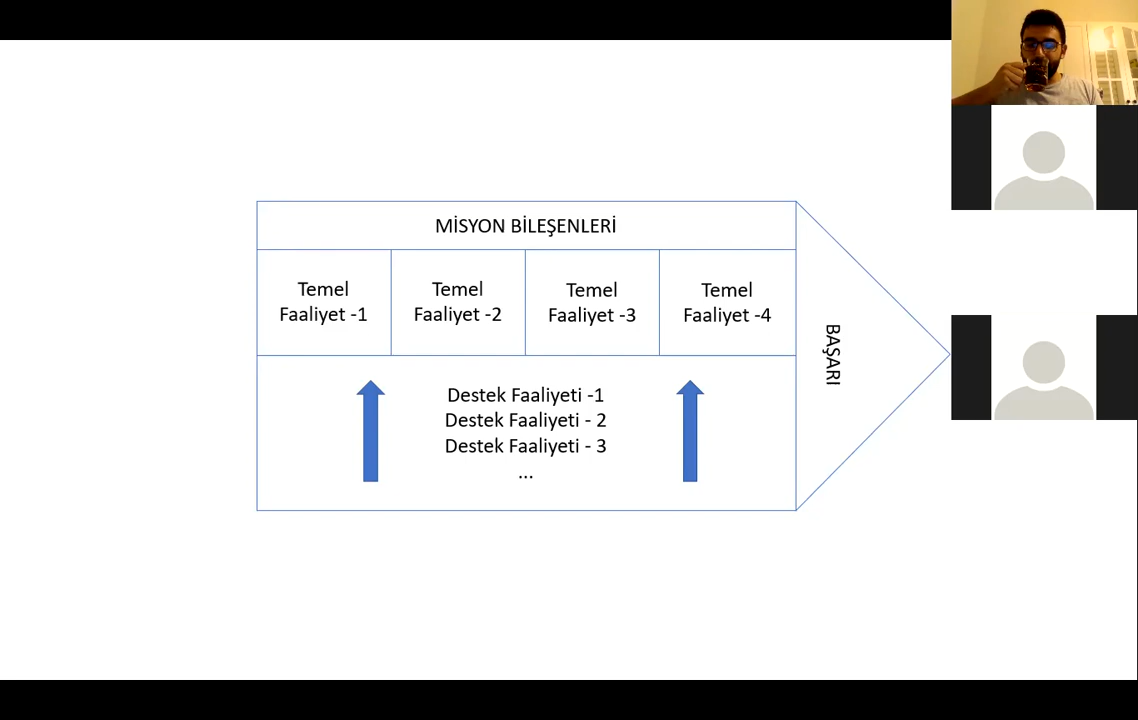 MİSYON BİLEŞENLERİ
Temel
Faaliyet -1
Temel
Faaliyet -2
Temel
Faaliyet -3
Temel
Faaliyet -4
Destek Faaliyeti -1
Destek Faaliyeti - 2
Destek Faaliyeti - 3
...
BAŞARI